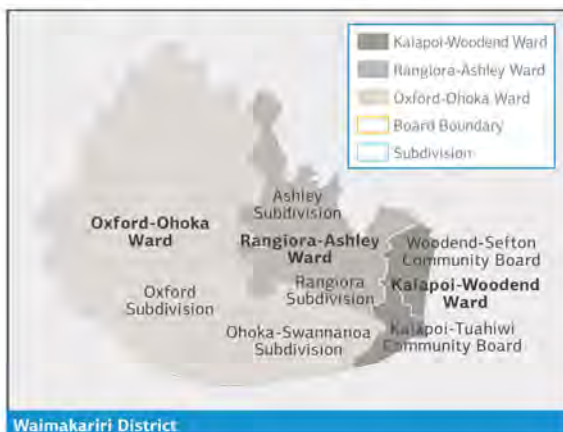 Kaiapoi-Woodend Ward
Rangiora-Ashley Ward
Oxford-Ohoka Ward
Board Boundary
Subdivision
Ashley
Subdivision
Oxford-Ohoka
Ward
Rangiora-Ashley
Ward
Woodend-Sefton
Community Board
Rangiora
Subdivision
Kaiapoi-Woodend
Ward
Oxford
Subdivision
Ohoka-Swannanoa
Subdivision
Kaiapoi-Tuahiwi
Community Board
Waimakariri District